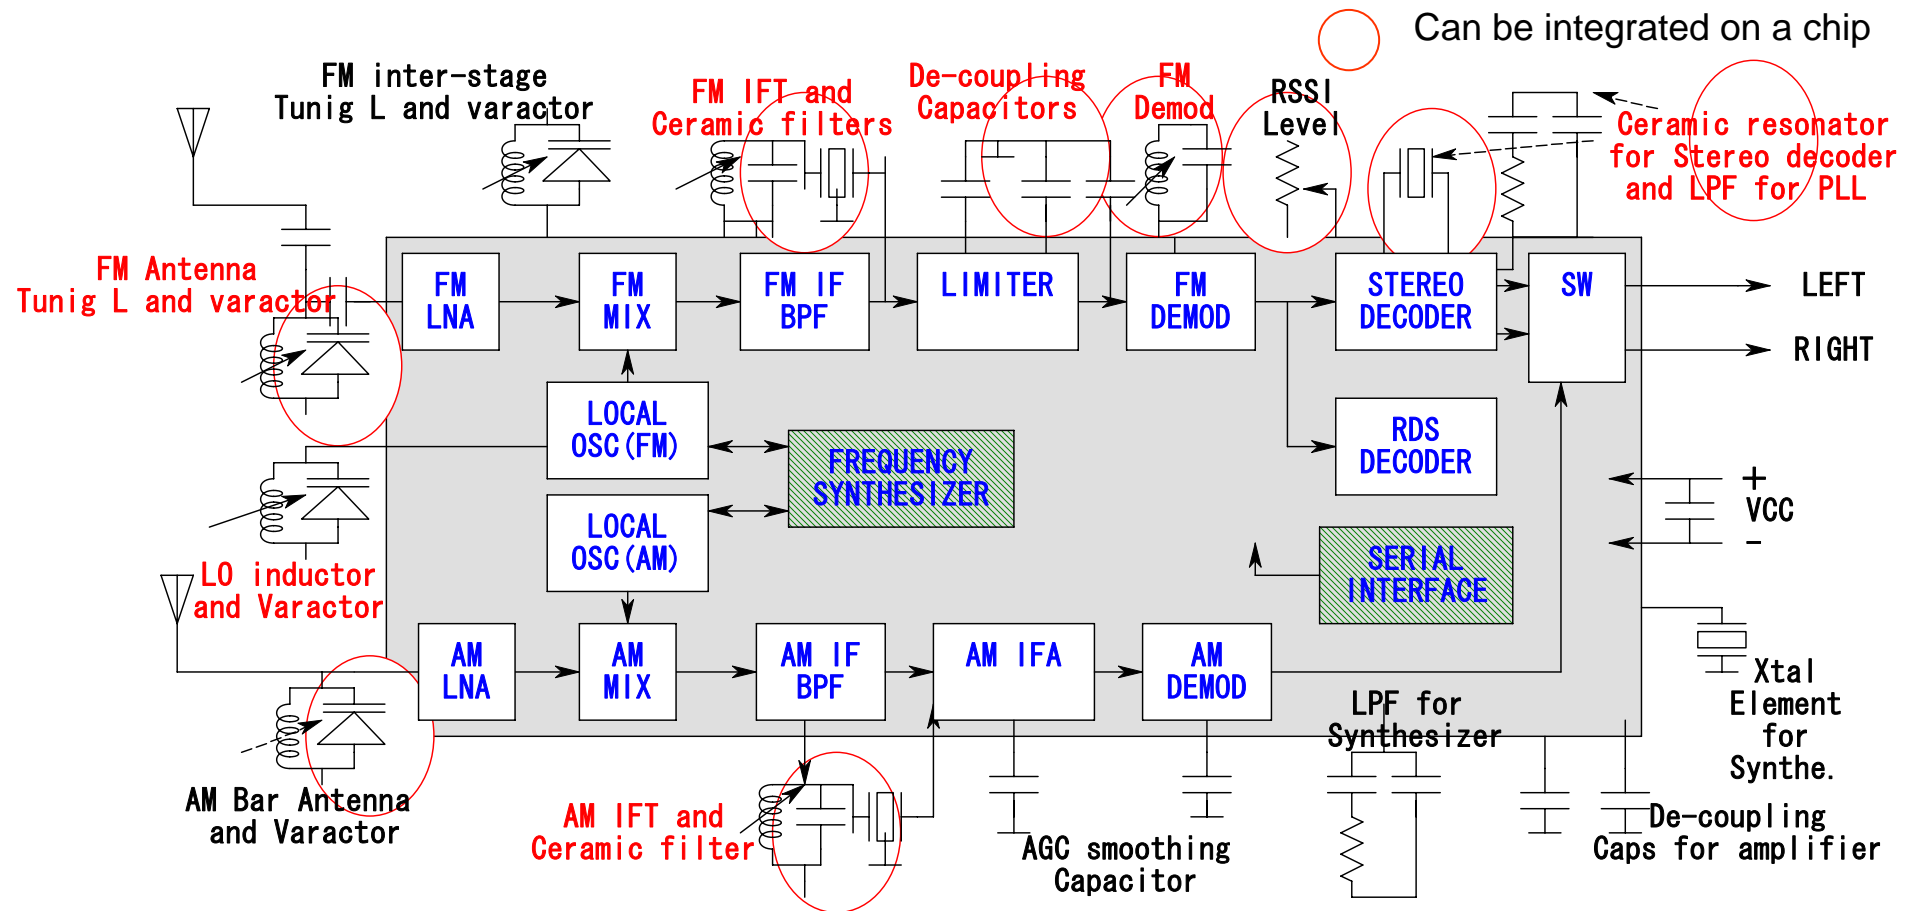 Can be integrated on a chip
FM inter-stage
Tunig L and varactor
FM IFT and
Ceramic filters
De-coupling
Capacitors
FM
Demod
RSSI
Level
Ceramic resonator
for Stereo decoder
and LPF for PLL
FM Antenna
Tunig L and varactor
FM
LNA
FM
MIX
FM IF
BPF
LIMITER
FM
DEMOD
STEREO
DECODER
SW
LEFT
RIGHT
LOCAL
OSC(FM)
FREQUENCY
SYNTHESIZER
RDS
DECODER
LOCAL
OSC(AM)
SERIAL
INTERFACE
+
VCC
-
LO inductor
and Varactor
AM
LNA
AM
MIX
AM IF
BPF
AM IFA
AM
DEMOD
Xtal
Element
for
Synthe.
LPF for
Synthesizer
AM Bar Antenna
and Varactor
AM IFT and
Ceramic filter
AGC smoothing
Capacitor
De-coupling
Caps for amplifier